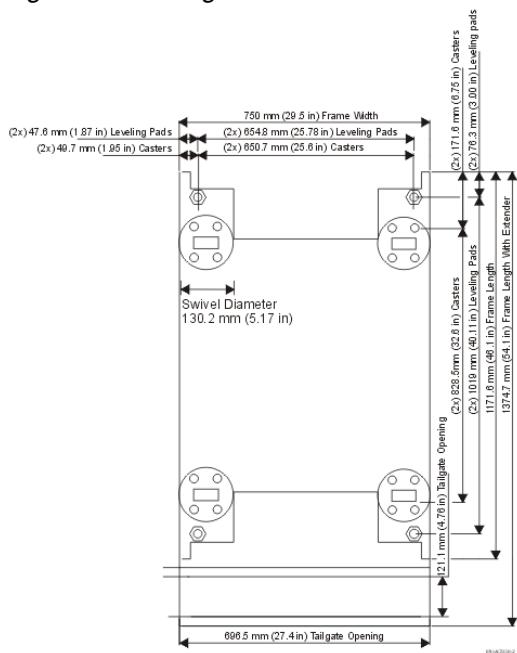 750 mm (29.5 in) Frame Width
(2x) 47.6 mm (1.87 in) Leveling Pads
(2x) 654.8 mm (25.78 in) Leveling Pads
(2x) 49.7 mm (1.95 in) Casters
(2x) 650.7 mm (25.6 in) Casters
(2x) 171.6 mm (6.75 in) Casters
(2x) 76.3 mm (3.00 in) Leveling pads
Swivel Diameter
130.2 mm (5.17 in)
(2x) 828.5mm (32.6 in) Casters
(2x) 1019 mm (40.11 in) Leveling Pads
1171.6 mm (46.1 in) Frame Length
1374.7 mm (54.1 in) Frame Length With Extender
121.1 mm (4.76 in) Tailgate Opening
696.5 mm (27.4 in) Tailgate Opening